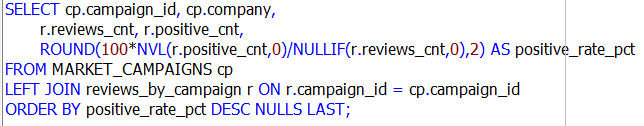 SELECT cp.campaign_id, cp.company,
r.reviews_cnt, r.positive_cnt,
ROUND(100*NVL(r.positive_cnt,0)/NULLIF(r.reviews_cnt,0),2) AS positive_rate_pct
FROM MARKET_CAMPAIGNS cp
LEFT JOIN reviews_by_campaign r ON r.campaign_id = cp.campaign_id
ORDER BY positive_rate_pct DESC NULLS LAST;